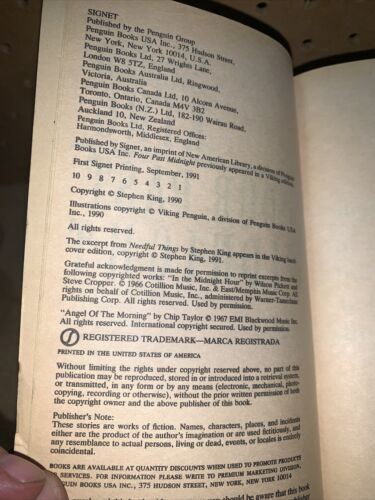 SIGNET
Published by the Penguin Group
Penguin Books USA Inc., 375 Hudson Street,
New York, New York 10014, U.S.A.
Penguin Books Ltd, 27 Wrights Lane,
London W8 5TZ, England
Penguin Books Australia Ltd, Ringwood,
Victoria, Australia
Penguin Books Canada Ltd, 10 Alcorn Avenue,
Toronto, Ontario, Canada M4V 3B2
Penguin Books (N.Z.) Ltd, 182-190 Wairau Road,
Auckland 10, New Zealand
Penguin Books Ltd, Registered Offices:
Harmondsworth, Middlesex, England
Published by Signet, an imprint of New American Library, a division of Penguin
Books USA Inc. Four Past Midnight previously appeared in a Viking edition.
First Signet Printing, September, 1991
10 9 8 7 6 5 4 3 2 1
Copyright © Stephen King, 1990
Illustrations copyright © Viking Penguin, a division of Penguin Books USA
Inc., 1990
All rights reserved.
The excerpt from Needful Things by Stephen King appears in the Viking hard-
cover edition, copyright © Stephen King, 1991.
Grateful acknowledgment is made for permission to reprint excerpts from the
following copyrighted works: "In the Midnight Hour" by Wilson Pickett and
Steve Cropper. © 1966 Cotillion Music, Inc. & East/Memphis Music Corp. All
rights on behalf of Cotillion Music, Inc., administered by Warner-Tamerlane
Publishing Corp. All rights reserved. Used by permission.
"Angel Of The Morning" by Chip Taylor © 1967 EMI Blackwood Music Inc.
All rights reserved. International copyright secured. Used by permission.
REGISTERED TRADEMARK—MARCA REGISTRADA
PRINTED IN THE UNITED STATES OF AMERICA
Without limiting the rights under copyright reserved above, no part of this
publication may be reproduced, stored in or introduced into a retrieval system,
or transmitted, in any form or by any means (electronic, mechanical, photo-
copying, recording or otherwise), without the prior written permission of both
the copyright owner and the above publisher of this book.
Publisher's Note:
These stories are works of fiction. Names, characters, places, and incidents
either are the product of the author's imagination or are used fictitiously, and
any resemblance to actual persons, living or dead, events, or locales is entirely
coincidental.
BOOKS ARE AVAILABLE AT QUANTITY DISCOUNTS WHEN USED TO PROMOTE PRODUCTS
OR SERVICES. FOR INFORMATION PLEASE WRITE TO PREMIUM MARKETING DIVISION,
PENGUIN BOOKS USA INC., 375 HUDSON STREET, NEW YORK, NEW YORK 10014.
you should be aware that this book